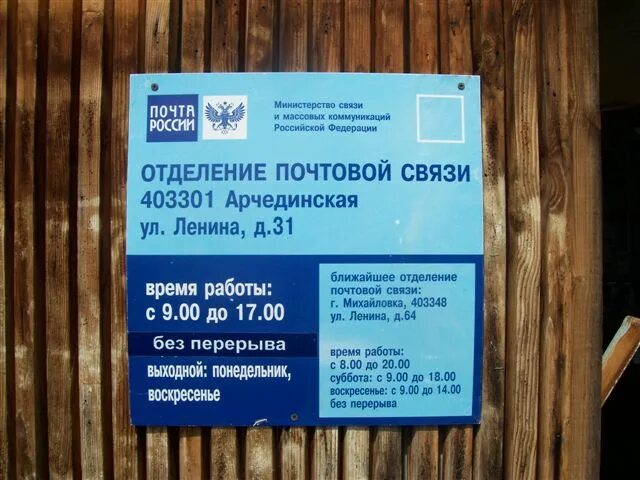 ПОЧТА
РОССИИ
Министерство связи
и массовых коммуникаций
Российской Федерации
ОТДЕЛЕНИЕ ПОЧТОВОЙ СВЯЗИ
403301 Арчединская
ул. Ленина, д.31
время работы:
с 9.00 до 17.00
без перерыва
выходной: понедельник,
воскресенье
ближайшее отделение
почтовой связи:
г. Михайловка, 403348
ул. Ленина, д.64
время работы:
с 8.00 до 20.00
суббота: с 9.00 до 18.00
воскресенье: с 9.00 до 14.00
без перерыва